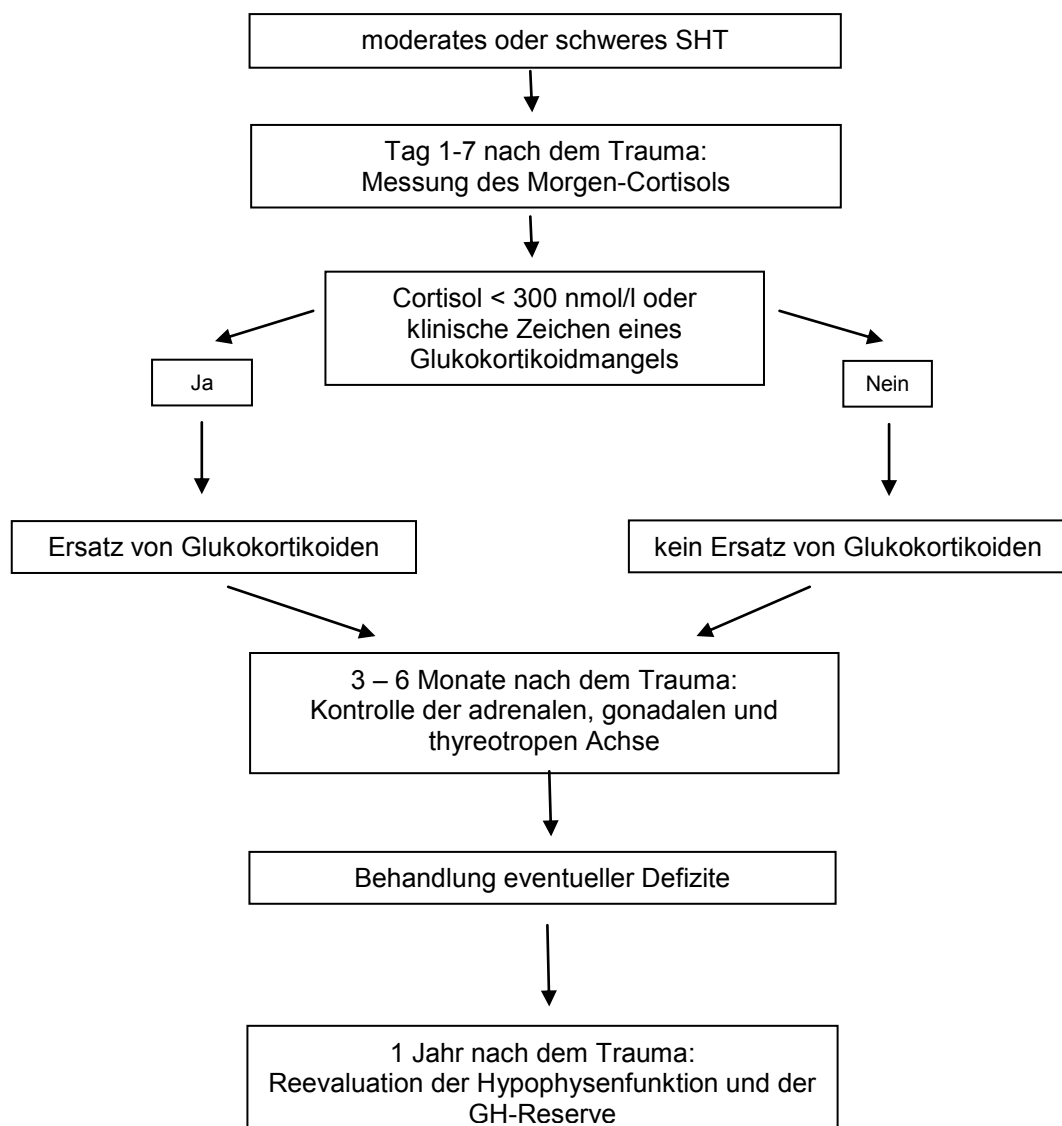 moderates oder schweres SHT
Tag 1-7 nach dem Trauma:
Messung des Morgen-Cortisols
Cortisol < 300 nmol/l oder
klinische Zeichen eines
Glukokortikoidmangels
Ja
Nein
Ersatz von Glukokortikoiden
kein Ersatz von Glukokortikoiden
3 – 6 Monate nach dem Trauma:
Kontrolle der adrenalen, gonadalen und
thyreotropen Achse
Behandlung eventueller Defizite
1 Jahr nach dem Trauma:
Reevaluation der Hypophysenfunktion und der
GH-Reserve